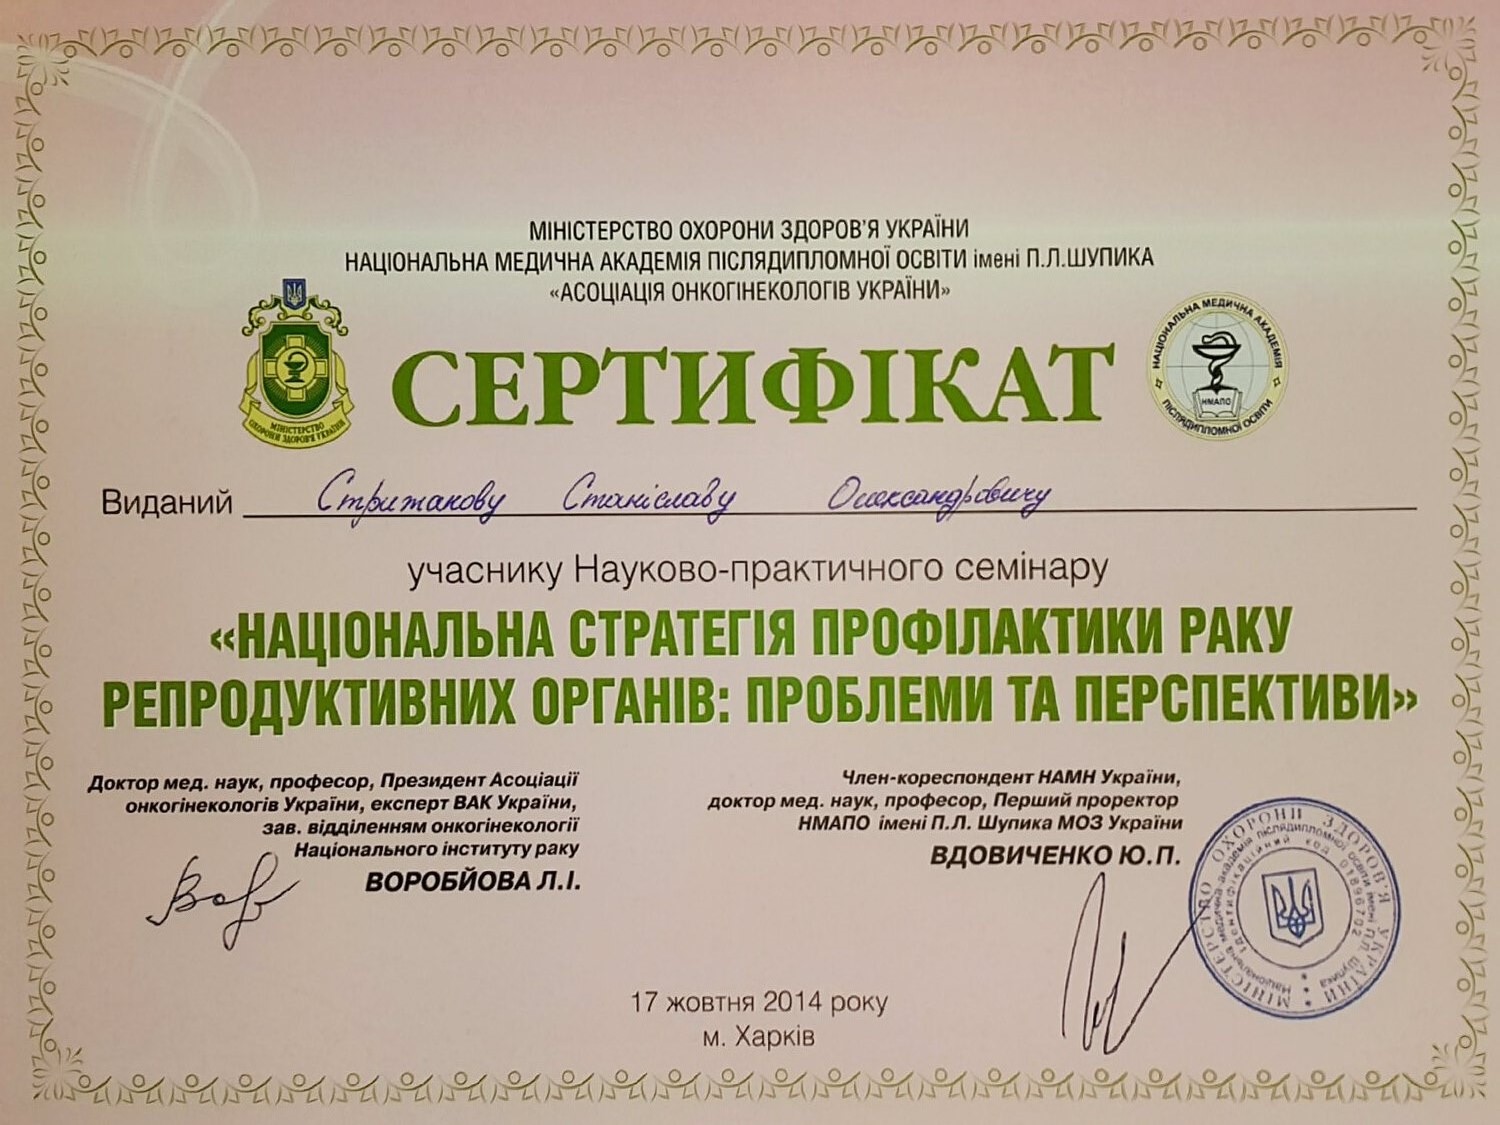 МІНІСТЕРСТВО ОХОРОНИ ЗДОРОВ'Я УКРАЇНИ
НАЦІОНАЛЬНА МЕДИЧНА АКАДЕМІЯ ПІСЛЯДИПЛОМНОЇ ОСВІТИ імені П.Л.ШУПИКА
«АСОЦІАЦІЯ ОНКОГІНЕКОЛОГІВ УКРАЇНИ»
МІНІСТЕРСТВО
ОХОРОНИ ЗДОРОВ'Я УКРАЇНИ
СЕРТИФІКАТ
НАЦІОНАЛЬНА МЕДИЧНА АКАДЕМІЯ
НМАПО
ПІСЛЯДИПЛОМНОЇ ОСВІТИ
Виданий Стрижакову Станіславу Олександровичу
учаснику Науково-практичного семінару
«НАЦІОНАЛЬНА СТРАТЕГІЯ ПРОФІЛАКТИКИ РАКУ
РЕПРОДУКТИВНИХ ОРГАНІВ: ПРОБЛЕМИ ТА ПЕРСПЕКТИВИ»
Доктор мед. наук, професор, Президент Асоціації
онкогінекологів України, експерт ВАК України,
зав. відділенням онкогінекології
Національного інституту раку
ВОРОБЙОВА Л.І.
Член-кореспондент НАМН України,
доктор мед. наук, професор, Перший проректор
НМАПО імені П.Л. Шупика МОЗ України
ВДОВИЧЕНКО Ю.П.
МІНІСТЕРСТВО ОХОРОНИ ЗДОРОВ'Я УКРАЇНИ
Національна медична академія післядипломної освіти імені П.Л. Шупика
Ідентифікаційний код 01896702
17 жовтня 2014 року
м. Харків